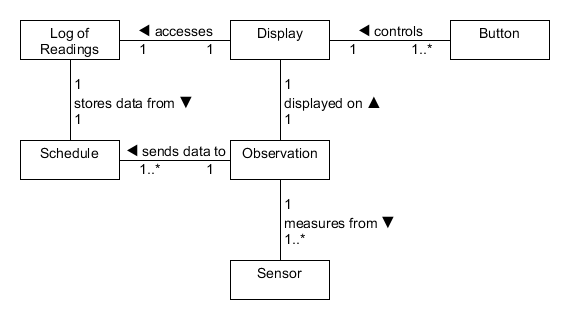 Log of
Readings
◀ accesses
1 1
Display
◀ controls
1 1..*
Button
1
stores data from ▼
1
1
displayed on ▲
1
Schedule
◀ sends data to
1..* 1
Observation
1
measures from ▼
1..*
Sensor